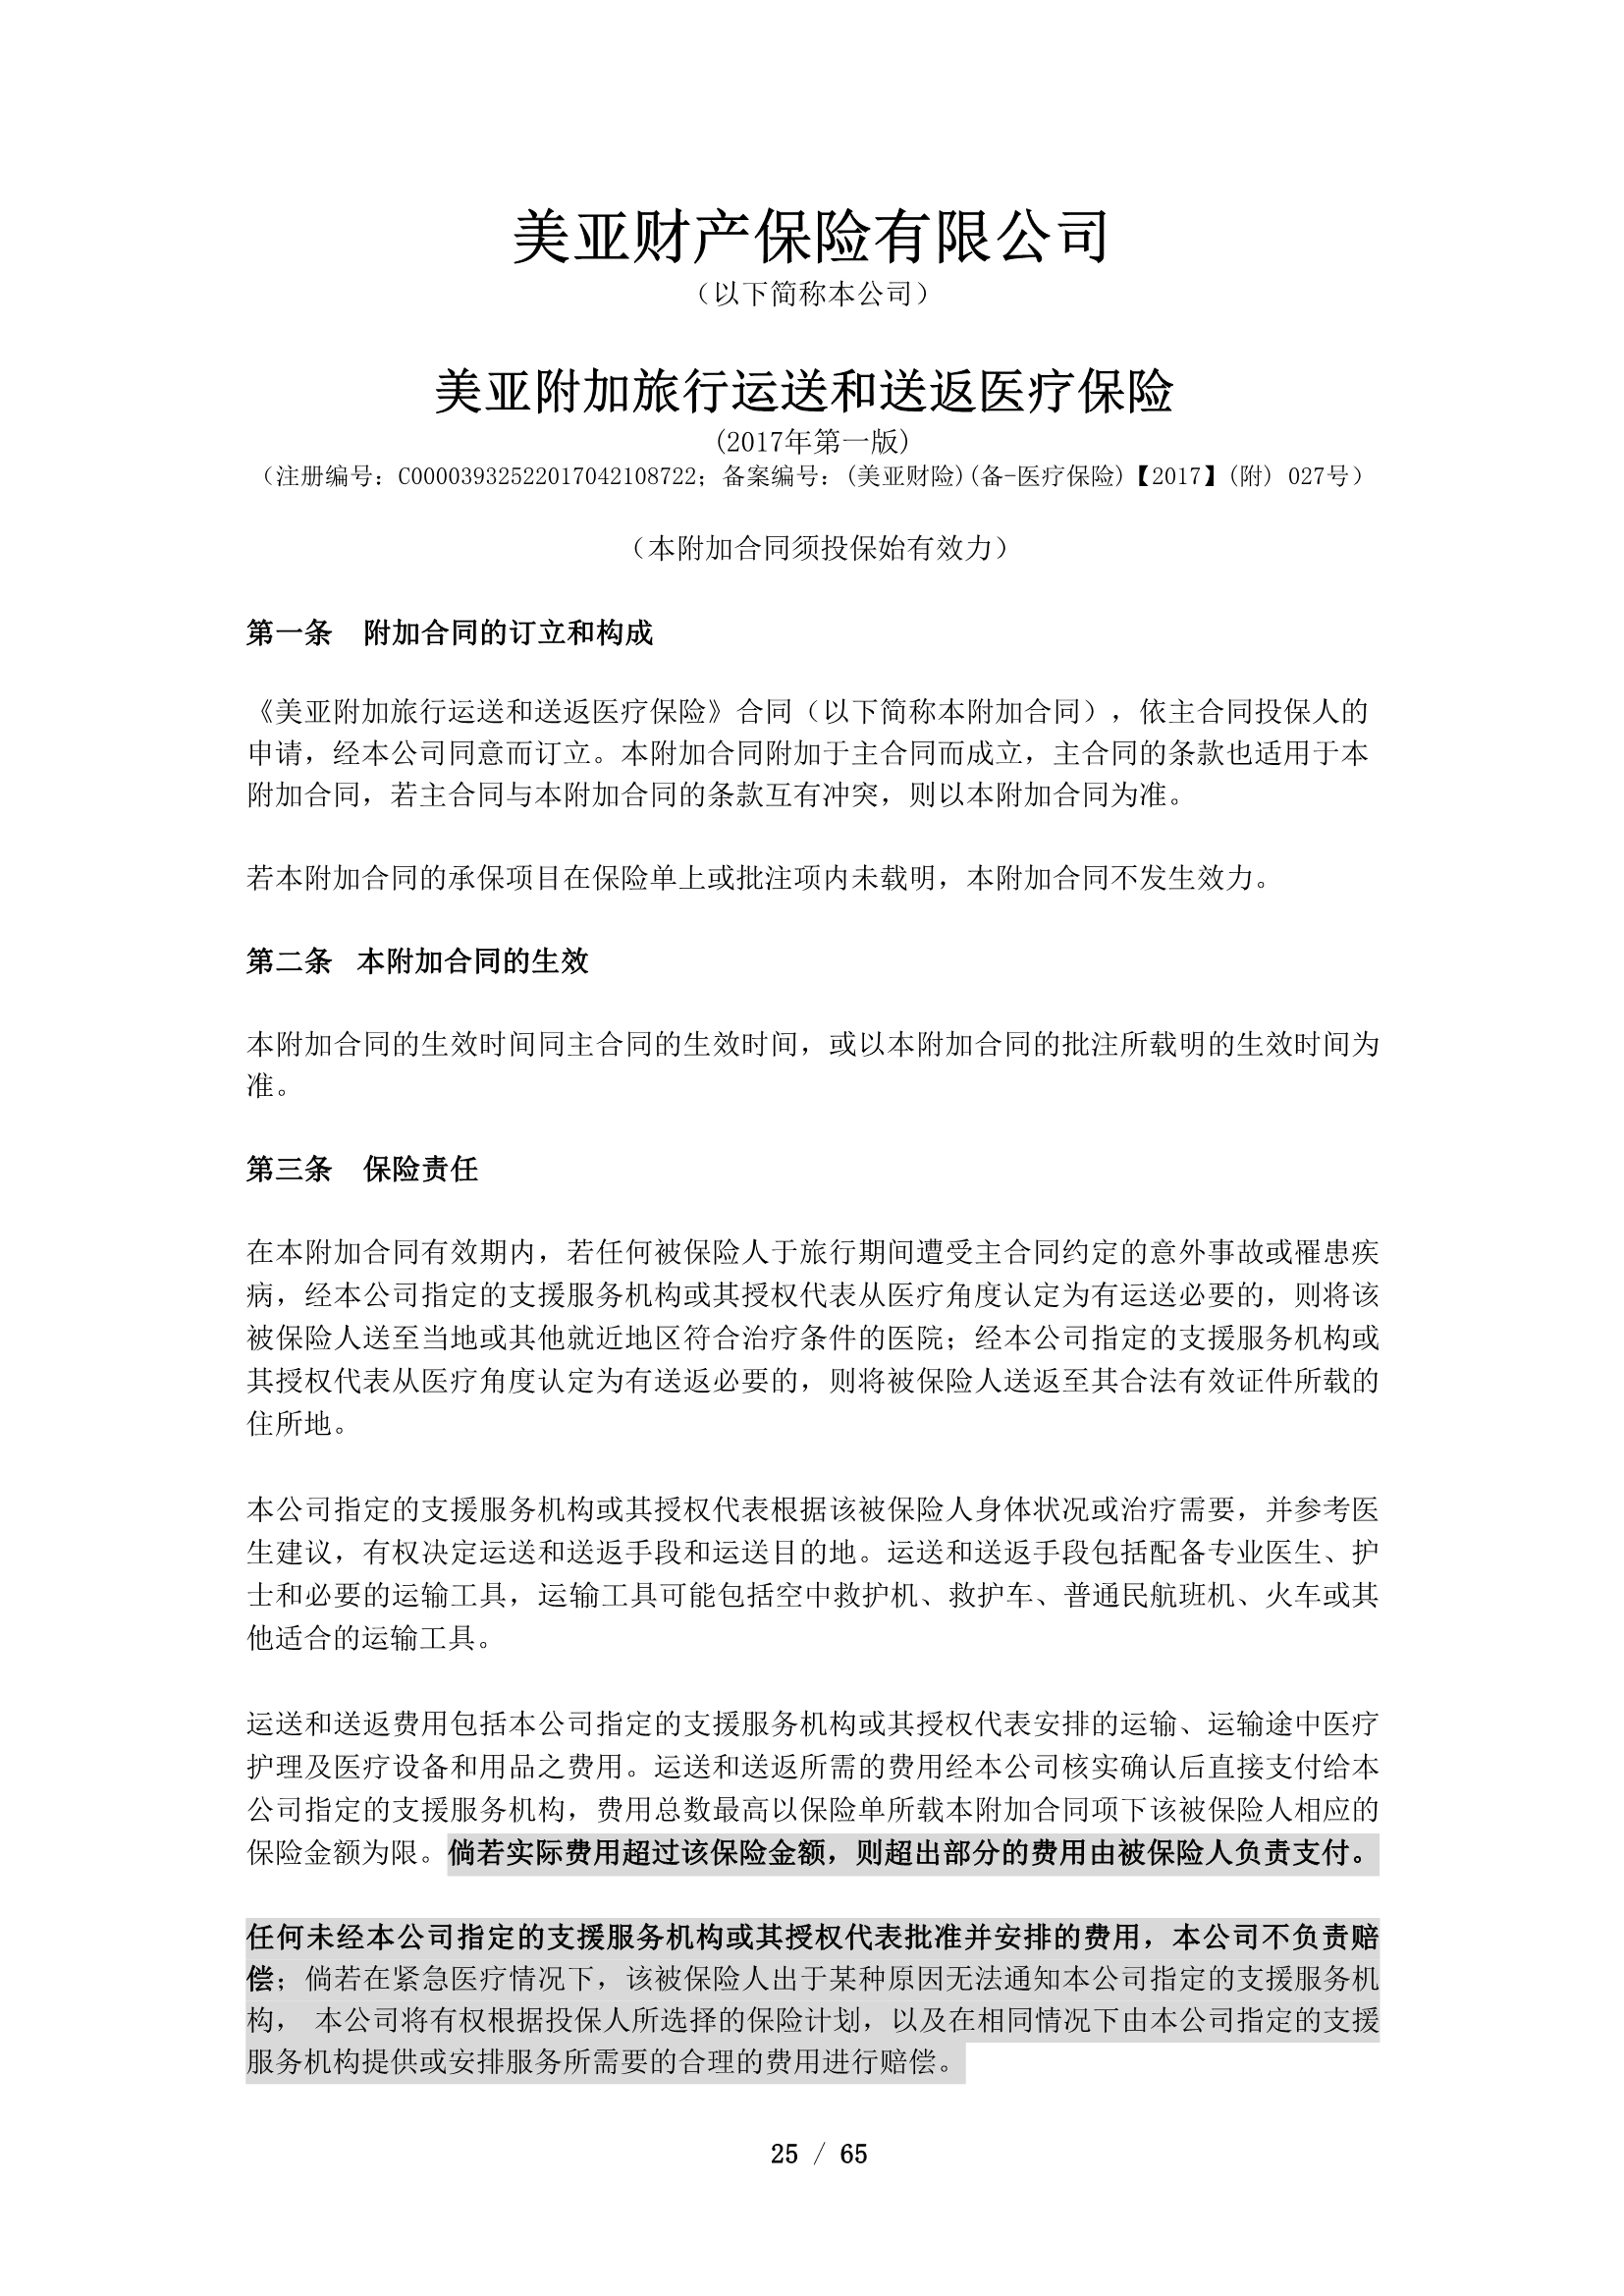 美亚财产保险有限公司
（以下简称本公司）
美亚附加旅行运送和送返医疗保险
(2017年第一版)
（注册编号：C00003932522017042108722；备案编号：(美亚财险)(备-医疗保险)【2017】(附) 027号）
（本附加合同须投保始有效力）
第一条 附加合同的订立和构成
《美亚附加旅行运送和送返医疗保险》合同（以下简称本附加合同），依主合同投保人的
申请，经本公司同意而订立。本附加合同附加于主合同而成立，主合同的条款也适用于本
附加合同，若主合同与本附加合同的条款互有冲突，则以本附加合同为准。
若本附加合同的承保项目在保险单上或批注项内未载明，本附加合同不发生效力。
第二条 本附加合同的生效
本附加合同的生效时间同主合同的生效时间，或以本附加合同的批注所载明的生效时间为
准。
第三条 保险责任
在本附加合同有效期内，若任何被保险人于旅行期间遭受主合同约定的意外事故或罹患疾
病，经本公司指定的支援服务机构或其授权代表从医疗角度认定为有运送必要的，则将该
被保险人送至当地或其他就近地区符合治疗条件的医院；经本公司指定的支援服务机构或
其授权代表从医疗角度认定为有送返必要的，则将被保险人送返至其合法有效证件所载的
住所地。
本公司指定的支援服务机构或其授权代表根据该被保险人身体状况或治疗需要，并参考医
生建议，有权决定运送和送返手段和运送目的地。运送和送返手段包括配备专业医生、护
士和必要的运输工具，运输工具可能包括空中救护机、救护车、普通民航班机、火车或其
他适合的运输工具。
运送和送返费用包括本公司指定的支援服务机构或其授权代表安排的运输、运输途中医疗
护理及医疗设备和用品之费用。运送和送返所需的费用经本公司核实确认后直接支付给本
公司指定的支援服务机构，费用总数最高以保险单所载本附加合同项下该被保险人相应的
保险金额为限。倘若实际费用超过该保险金额，则超出部分的费用由被保险人负责支付。
任何未经本公司指定的支援服务机构或其授权代表批准并安排的费用，本公司不负责赔
偿；倘若在紧急医疗情况下，该被保险人出于某种原因无法通知本公司指定的支援服务机
构， 本公司将有权根据投保人所选择的保险计划，以及在相同情况下由本公司指定的支援
服务机构提供或安排服务所需要的合理的费用进行赔偿。
25 / 65